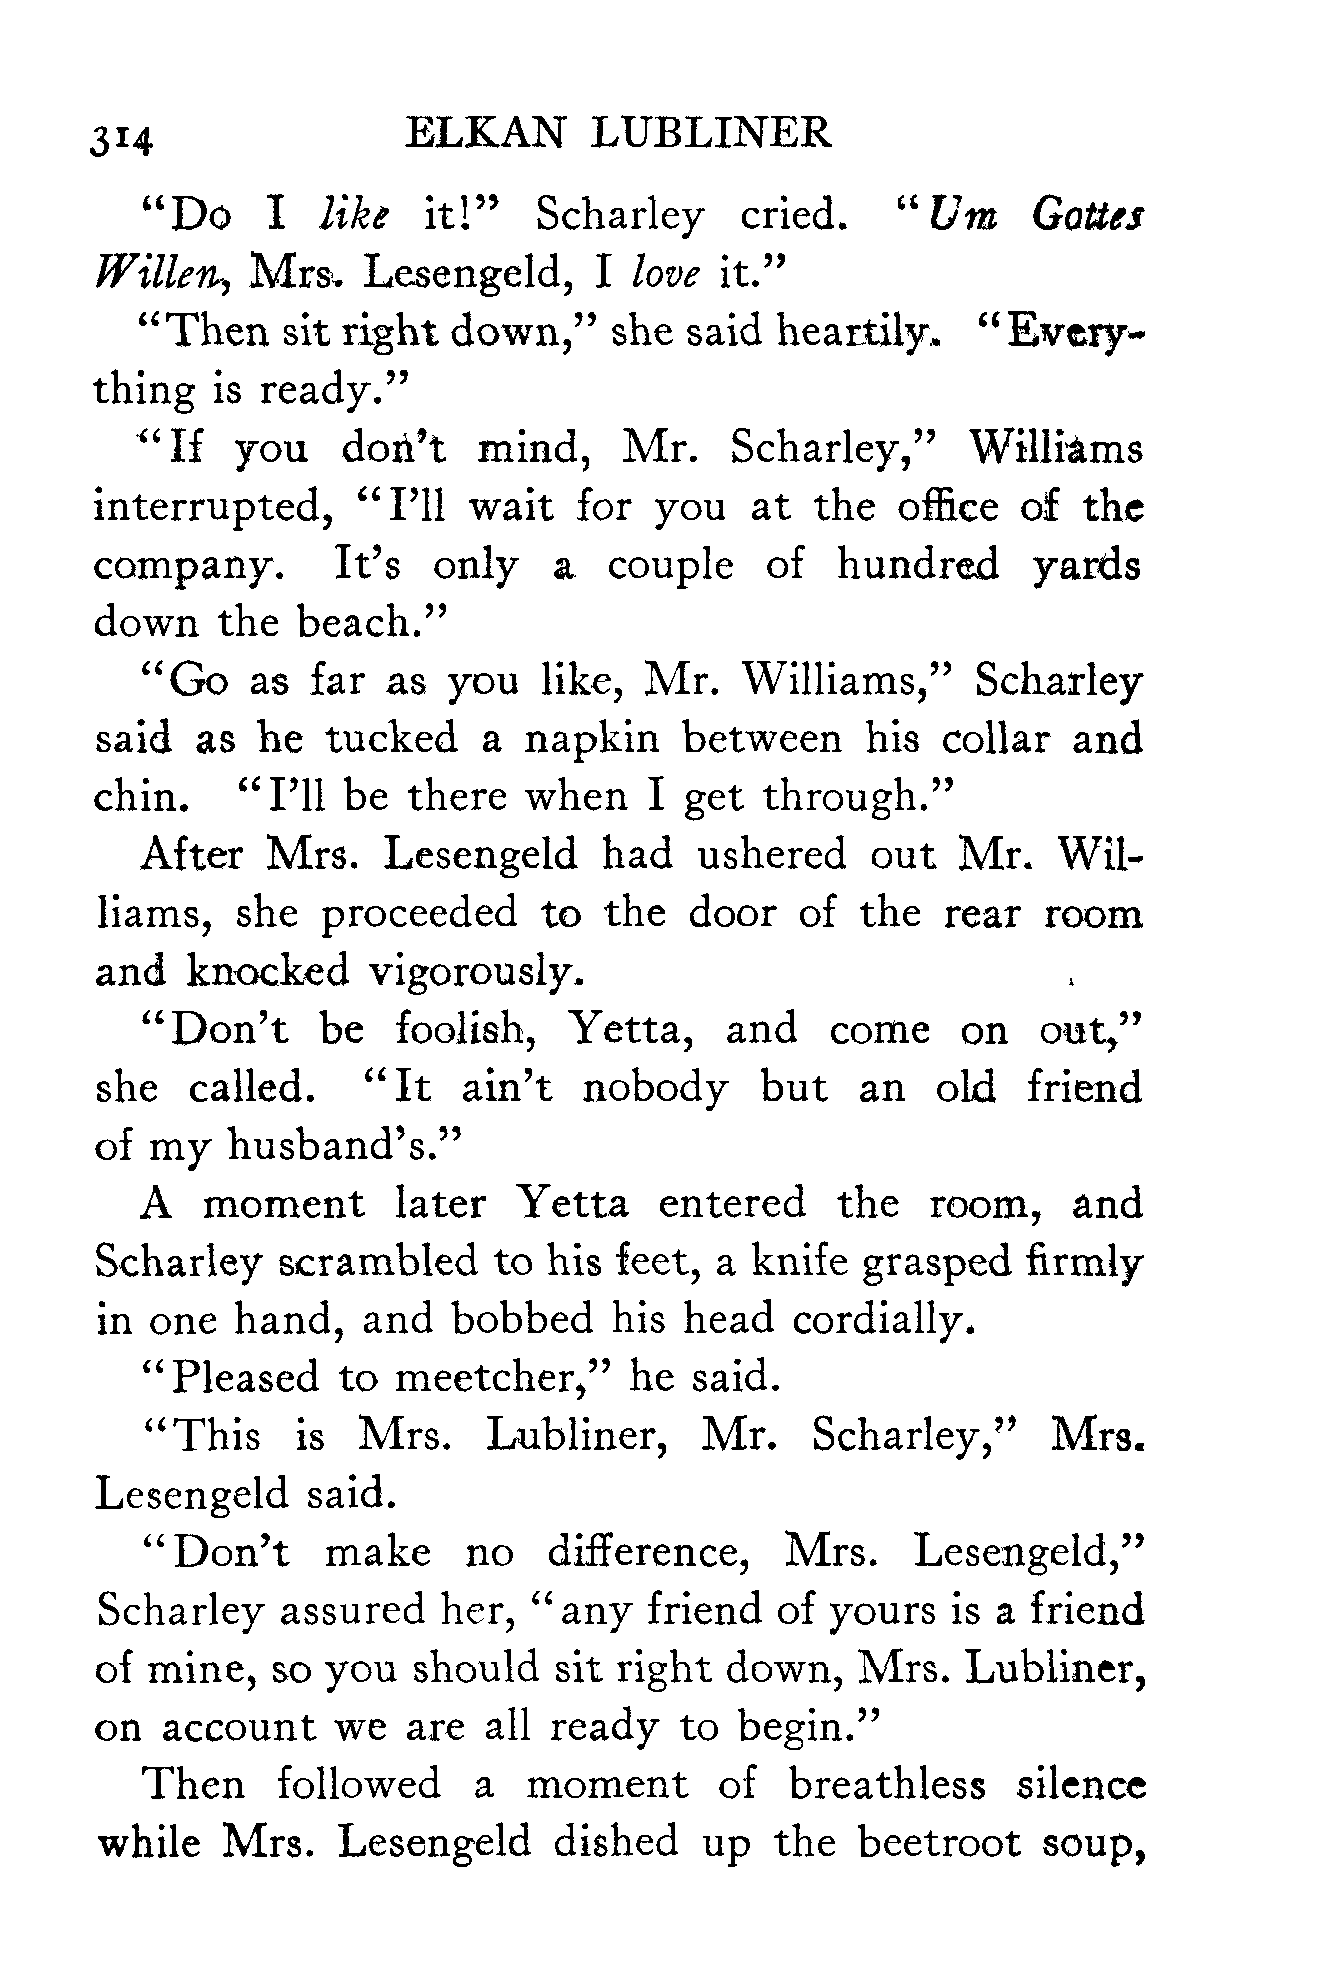 314 ELKAN LUBLINER
“Do I like it!” Scharley cried. “Um Gottes
Willen, Mrs. Lesengeld, I love it.”
“Then sit right down,” she said heartily. “Every-
thing is ready.”
“If you don’t mind, Mr. Scharley,” Williams
interrupted, “I’ll wait for you at the office of the
company. It’s only a couple of hundred yards
down the beach.”
“Go as far as you like, Mr. Williams,” Scharley
said as he tucked a napkin between his collar and
chin. “I’ll be there when I get through.”
After Mrs. Lesengeld had ushered out Mr. Wil-
liams, she proceeded to the door of the rear room
and knocked vigorously.
“Don’t be foolish, Yetta, and come on out,”
she called. “It ain’t nobody but an old friend
of my husband’s.”
A moment later Yetta entered the room, and
Scharley scrambled to his feet, a knife grasped firmly
in one hand, and bobbed his head cordially.
“Pleased to meetcher,” he said.
“This is Mrs. Lubliner, Mr. Scharley,” Mrs.
Lesengeld said.
“Don’t make no difference, Mrs. Lesengeld,”
Scharley assured her, “any friend of yours is a friend
of mine, so you should sit right down, Mrs. Lubliner,
on account we are all ready to begin.”
Then followed a moment of breathless silence
while Mrs. Lesengeld dished up the beetroot soup,